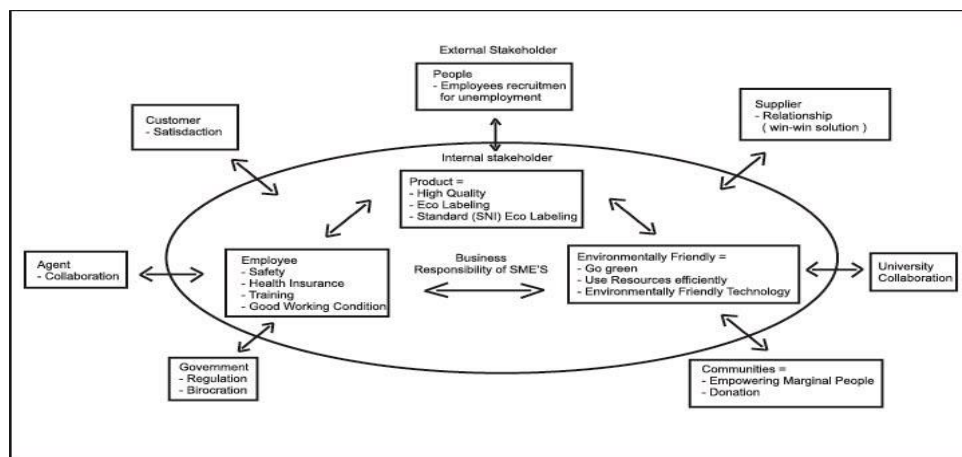 External Stakeholder
People
- Employees recruitmen
for unemployment
Customer
- Satisdaction
Supplier
- Relationship
( win-win solution )
Internal stakeholder
Product =
- High Quality
- Eco Labeling
- Standard (SNI) Eco Labeling
Agent
- Collaboration
Employee
- Safety
- Health Insurance
- Training
- Good Working Condition
Business
Responsibility of SME'S
Environmentally Friendly =
- Go green
- Use Resources efficiently
- Environmentally Friendly Technology
University
Collaboration
Government
- Regulation
- Birocration
Communities =
- Empowering Marginal People
- Donation